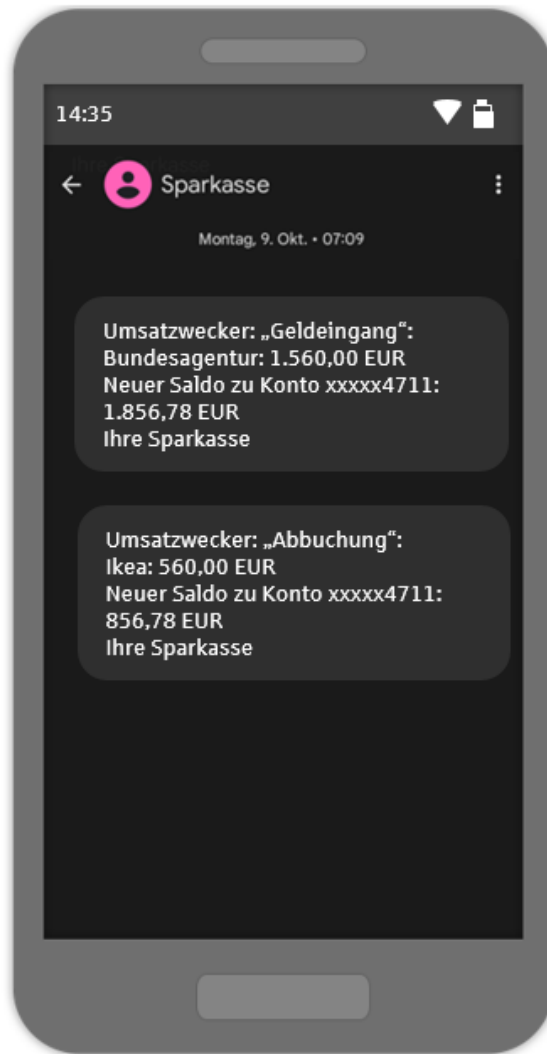 14:35
Sparkasse
Montag, 9. Okt. • 07:09
Umsatzwecker: „Geldeingang“:
Bundesagentur: 1.560,00 EUR
Neuer Saldo zu Konto xxxxx4711:
1.856,78 EUR
Ihre Sparkasse
Umsatzwecker: „Abbuchung“:
Ikea: 560,00 EUR
Neuer Saldo zu Konto xxxxx4711:
856,78 EUR
Ihre Sparkasse